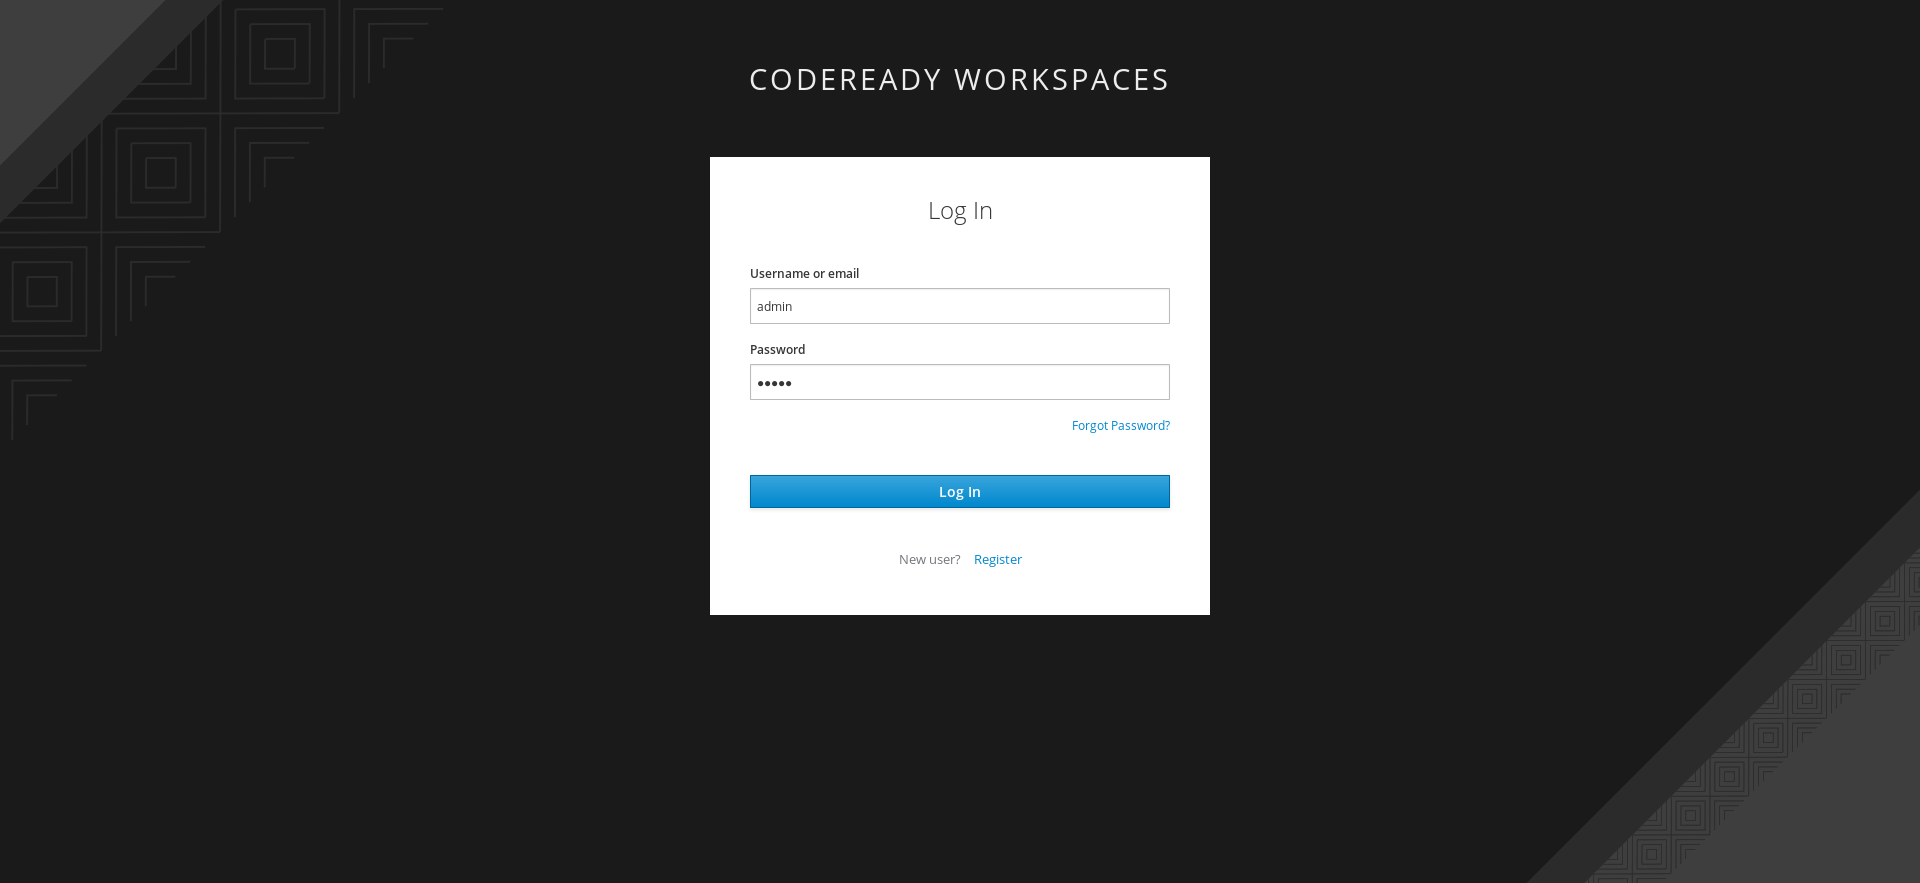 CODEREADY WORKSPACES
Log In
Username or email
admin
Password
•••••
Forgot Password?
Log In
New user? Register